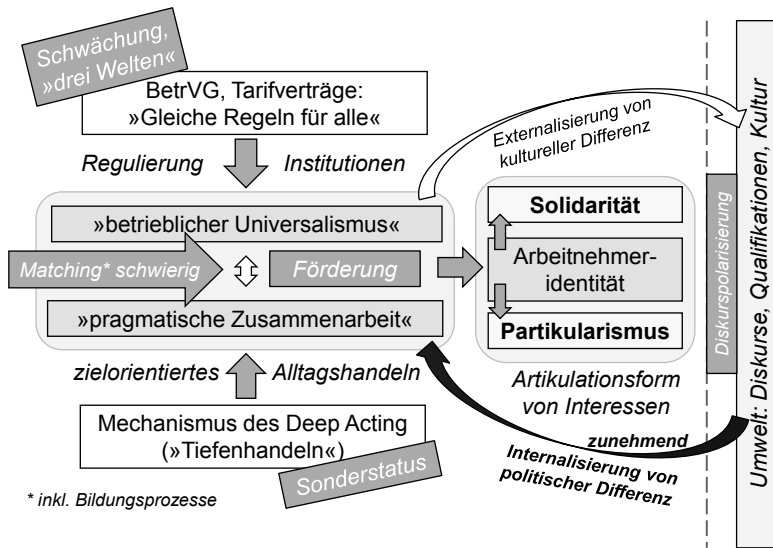 Schwächung,
»drei Welten«
BetrVG, Tarifverträge:
»Gleiche Regeln für alle«
Regulierung
Institutionen
Externalisierung von
kultureller Differenz
»betrieblicher Universalismus«
Matching* schwierig
Förderung
»pragmatische Zusammenarbeit«
Solidarität
Arbeitnehmer-
identität
Partikularismus
zielorientiertes
Alltagshandeln
Artikulationsform
von Interessen
Mechanismus des Deep Acting
(»Tiefenhandeln«)
Sonderstatus
zunehmend
Internalisierung von
politischer Differenz
Diskurspolarisierung
Umwelt: Diskurse, Qualifikationen, Kultur
* inkl. Bildungsprozesse